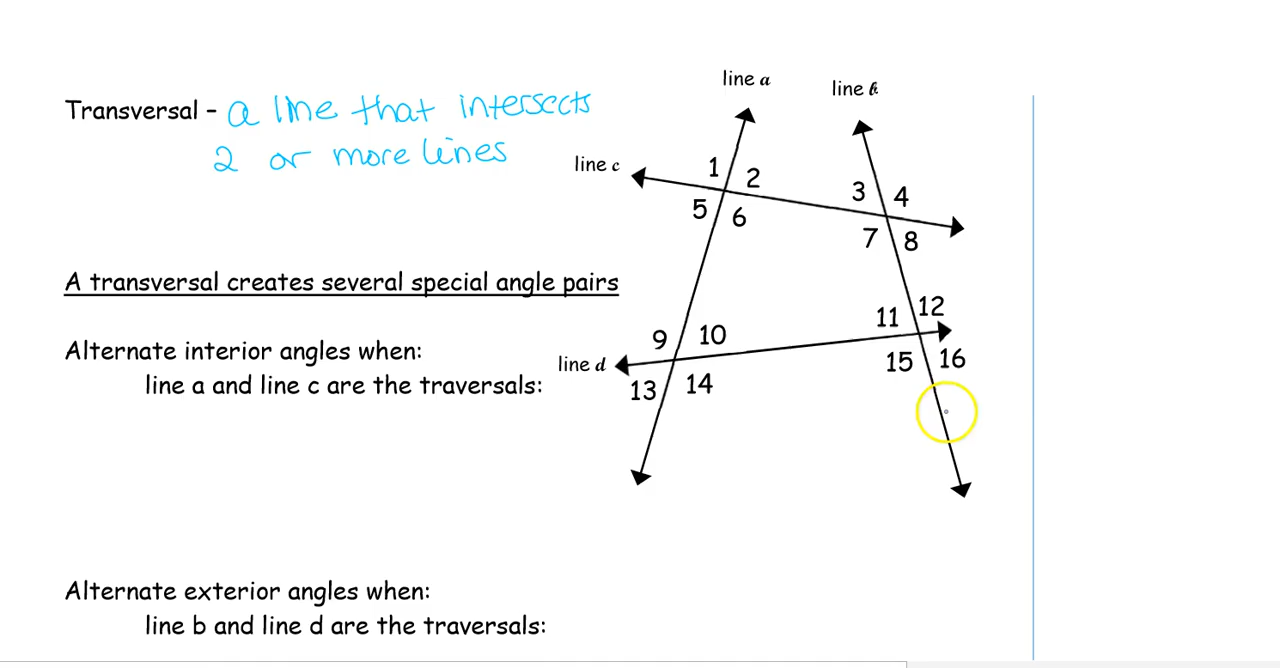 line a
line b
Transversal - a line that intersects
2 or more lines
line c
1 2
3 4
5 6
7 8
A transversal creates several special angle pairs
9 10
11 12
Alternate interior angles when:
line d
13 14
15 16
line a and line c are the traversals:
Alternate exterior angles when:
line b and line d are the traversals: